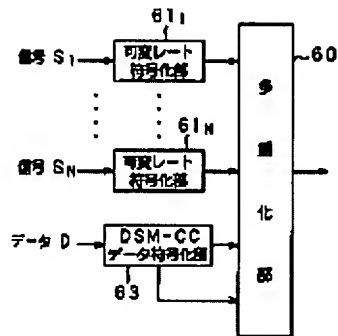 61₁
信号 S₁
可変レート
符号化部
60
61N
信号 SN
可変レート
符号化部
多重化部
データ D
DSM-CC
データ符号化部
63